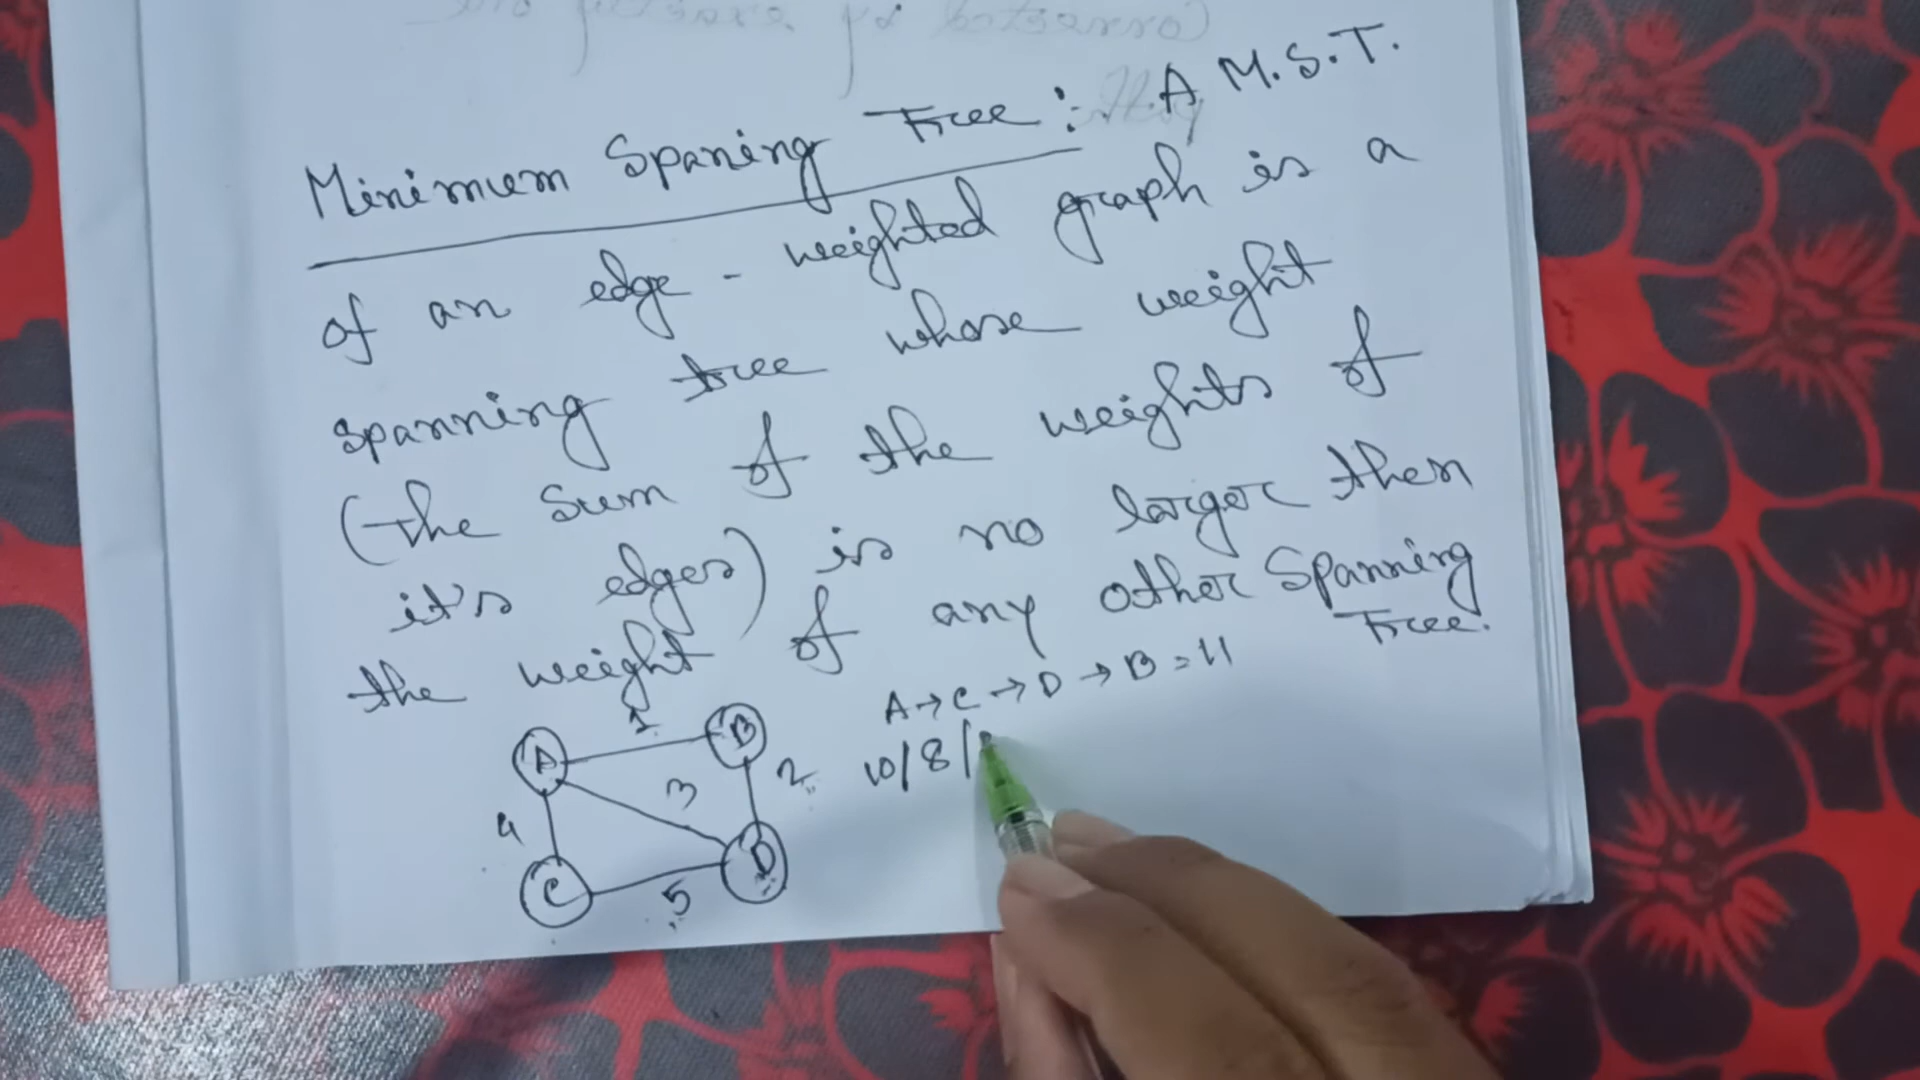 Minimum Spaning Tree :. A M.S.T.
of an edge - weighted graph is a
spanning tree whose weight
(the sum of the weights of
it's edges) is no larger then
the weight of any other Spanning
Tree.
A → C → D → B = 11
10/8/
A 1 B
4 3 2
C 5 D